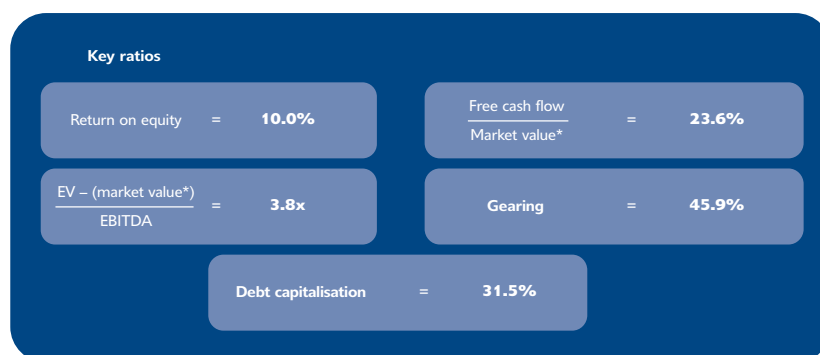 Key ratios
Return on equity = 10.0%
Free cash flow
Market value* = 23.6%
EV – (market value*)
EBITDA = 3.8x
Gearing = 45.9%
Debt capitalisation = 31.5%